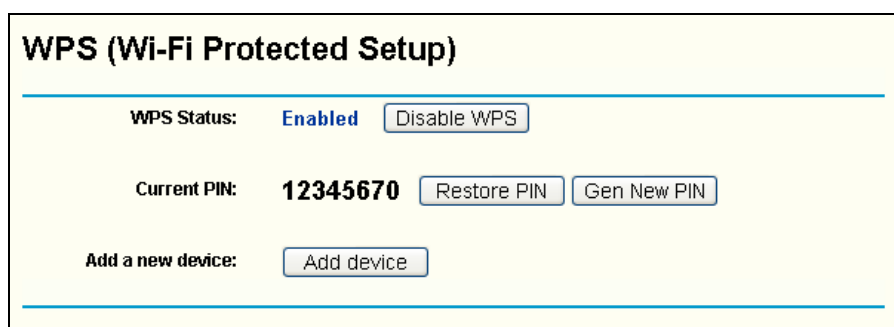 WPS (Wi-Fi Protected Setup)
WPS Status: Enabled Disable WPS
Current PIN: 12345670 Restore PIN Gen New PIN
Add a new device: Add device